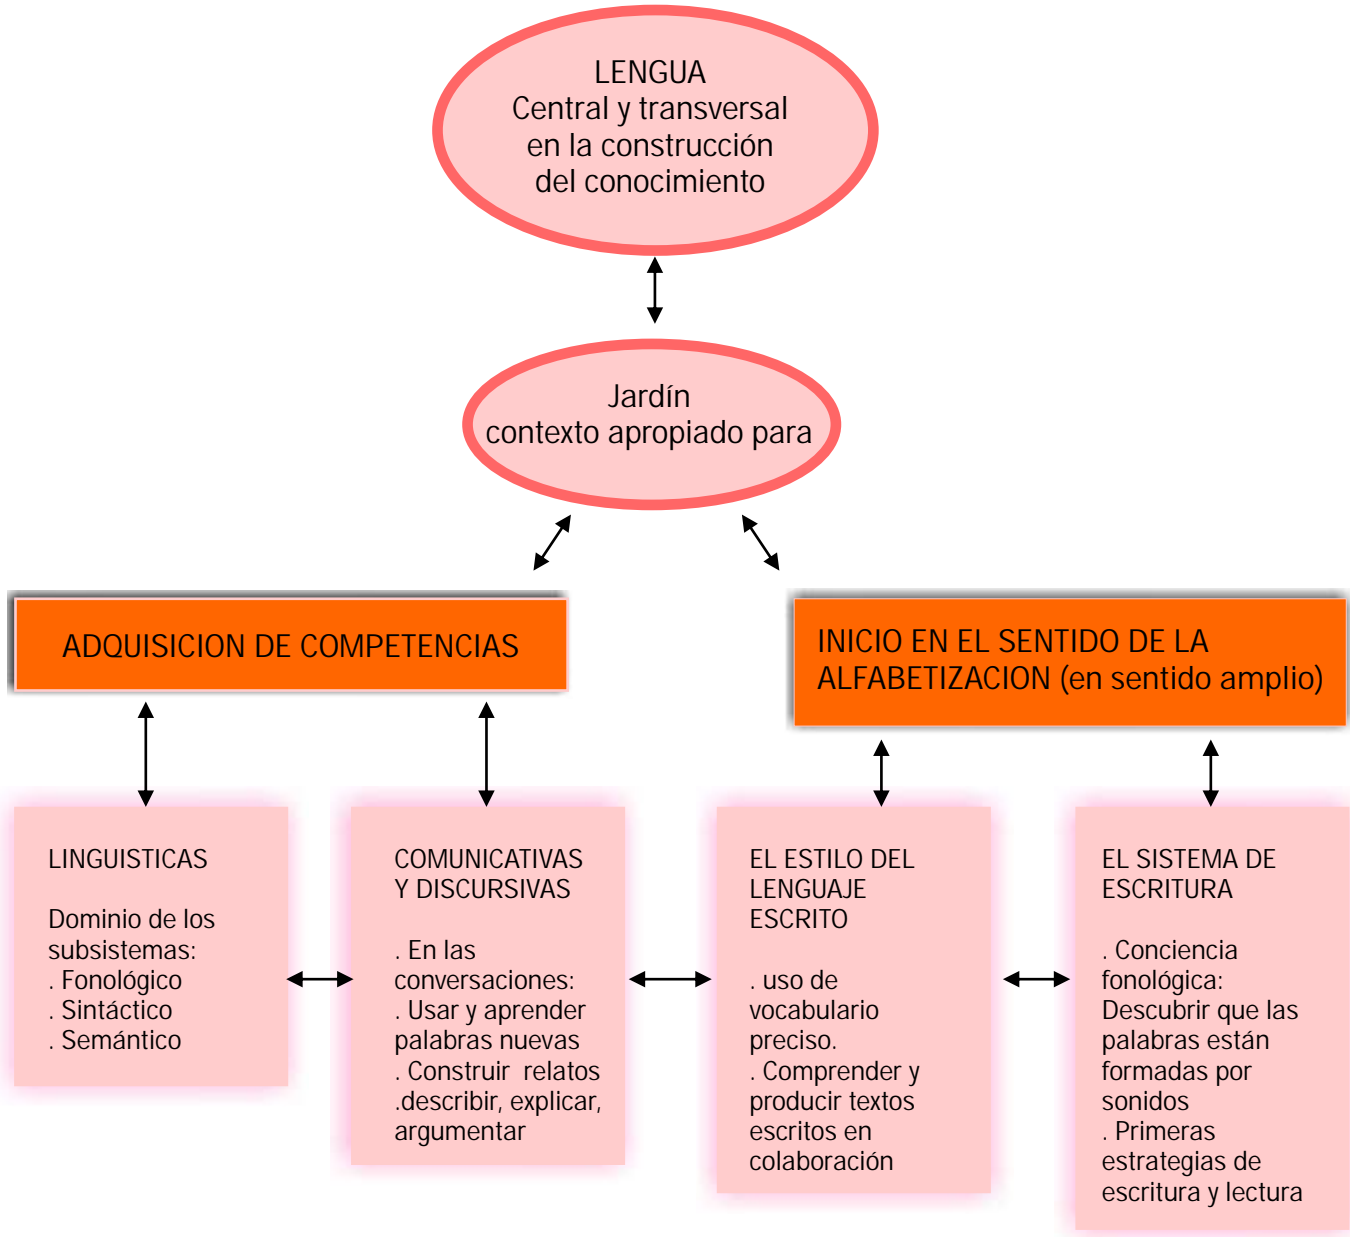 LENGUA
Central y transversal
en la construcción
del conocimiento
Jardín
contexto apropiado para
ADQUISICION DE COMPETENCIAS
INICIO EN EL SENTIDO DE LA
ALFABETIZACION (en sentido amplio)
LINGUISTICAS
Dominio de los
subsistemas:
. Fonológico
. Sintáctico
. Semántico
COMUNICATIVAS
Y DISCURSIVAS
. En las
conversaciones:
. Usar y aprender
palabras nuevas
. Construir relatos
.describir, explicar,
argumentar
EL ESTILO DEL
LENGUAJE
ESCRITO
. uso de
vocabulario
preciso.
. Comprender y
producir textos
escritos en
colaboración
EL SISTEMA DE
ESCRITURA
. Conciencia
fonológica:
Descubrir que las
palabras están
formadas por
sonidos
. Primeras
estrategias de
escritura y lectura